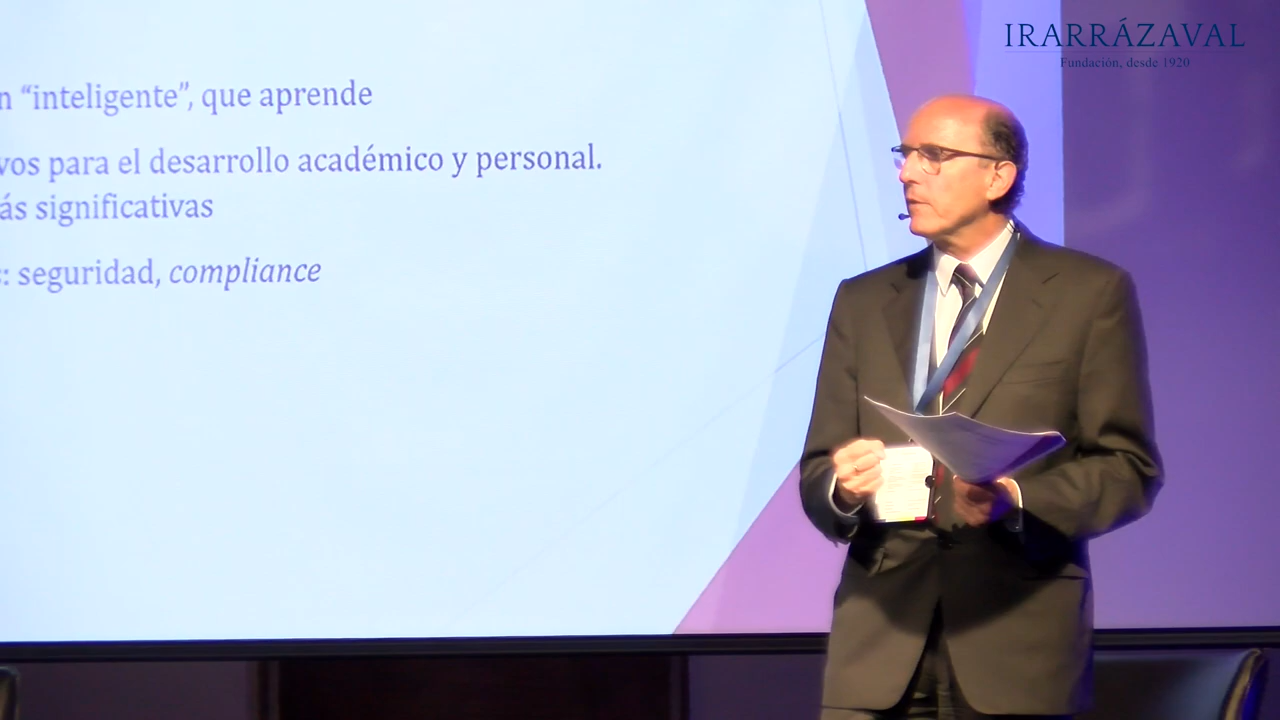 IRARRÁZAVAL
Fundación, desde 1920
n “inteligente”, que aprende
vos para el desarrollo académico y personal.
ás significativas
: seguridad, compliance